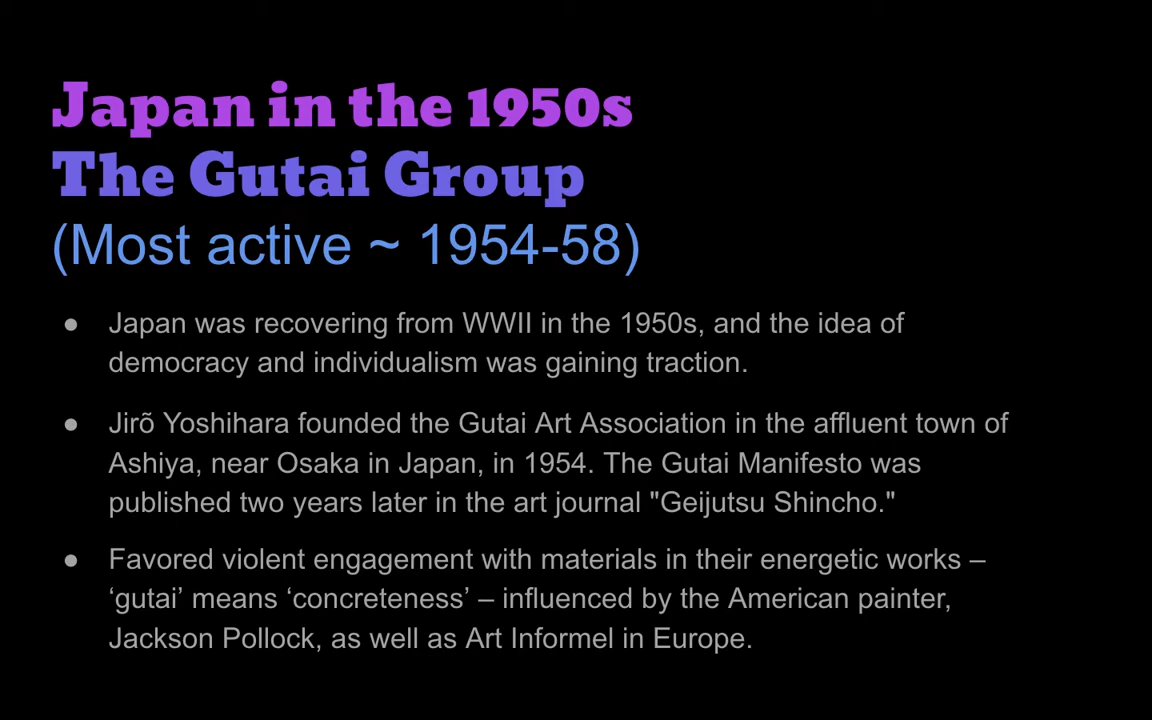 Japan in the 1950s
The Gutai Group
(Most active ~ 1954-58)
● Japan was recovering from WWII in the 1950s, and the idea of
democracy and individualism was gaining traction.
● Jirõ Yoshihara founded the Gutai Art Association in the affluent town of
Ashiya, near Osaka in Japan, in 1954. The Gutai Manifesto was
published two years later in the art journal "Geijutsu Shincho."
● Favored violent engagement with materials in their energetic works –
‘gutai’ means ‘concreteness’ – influenced by the American painter,
Jackson Pollock, as well as Art Informel in Europe.